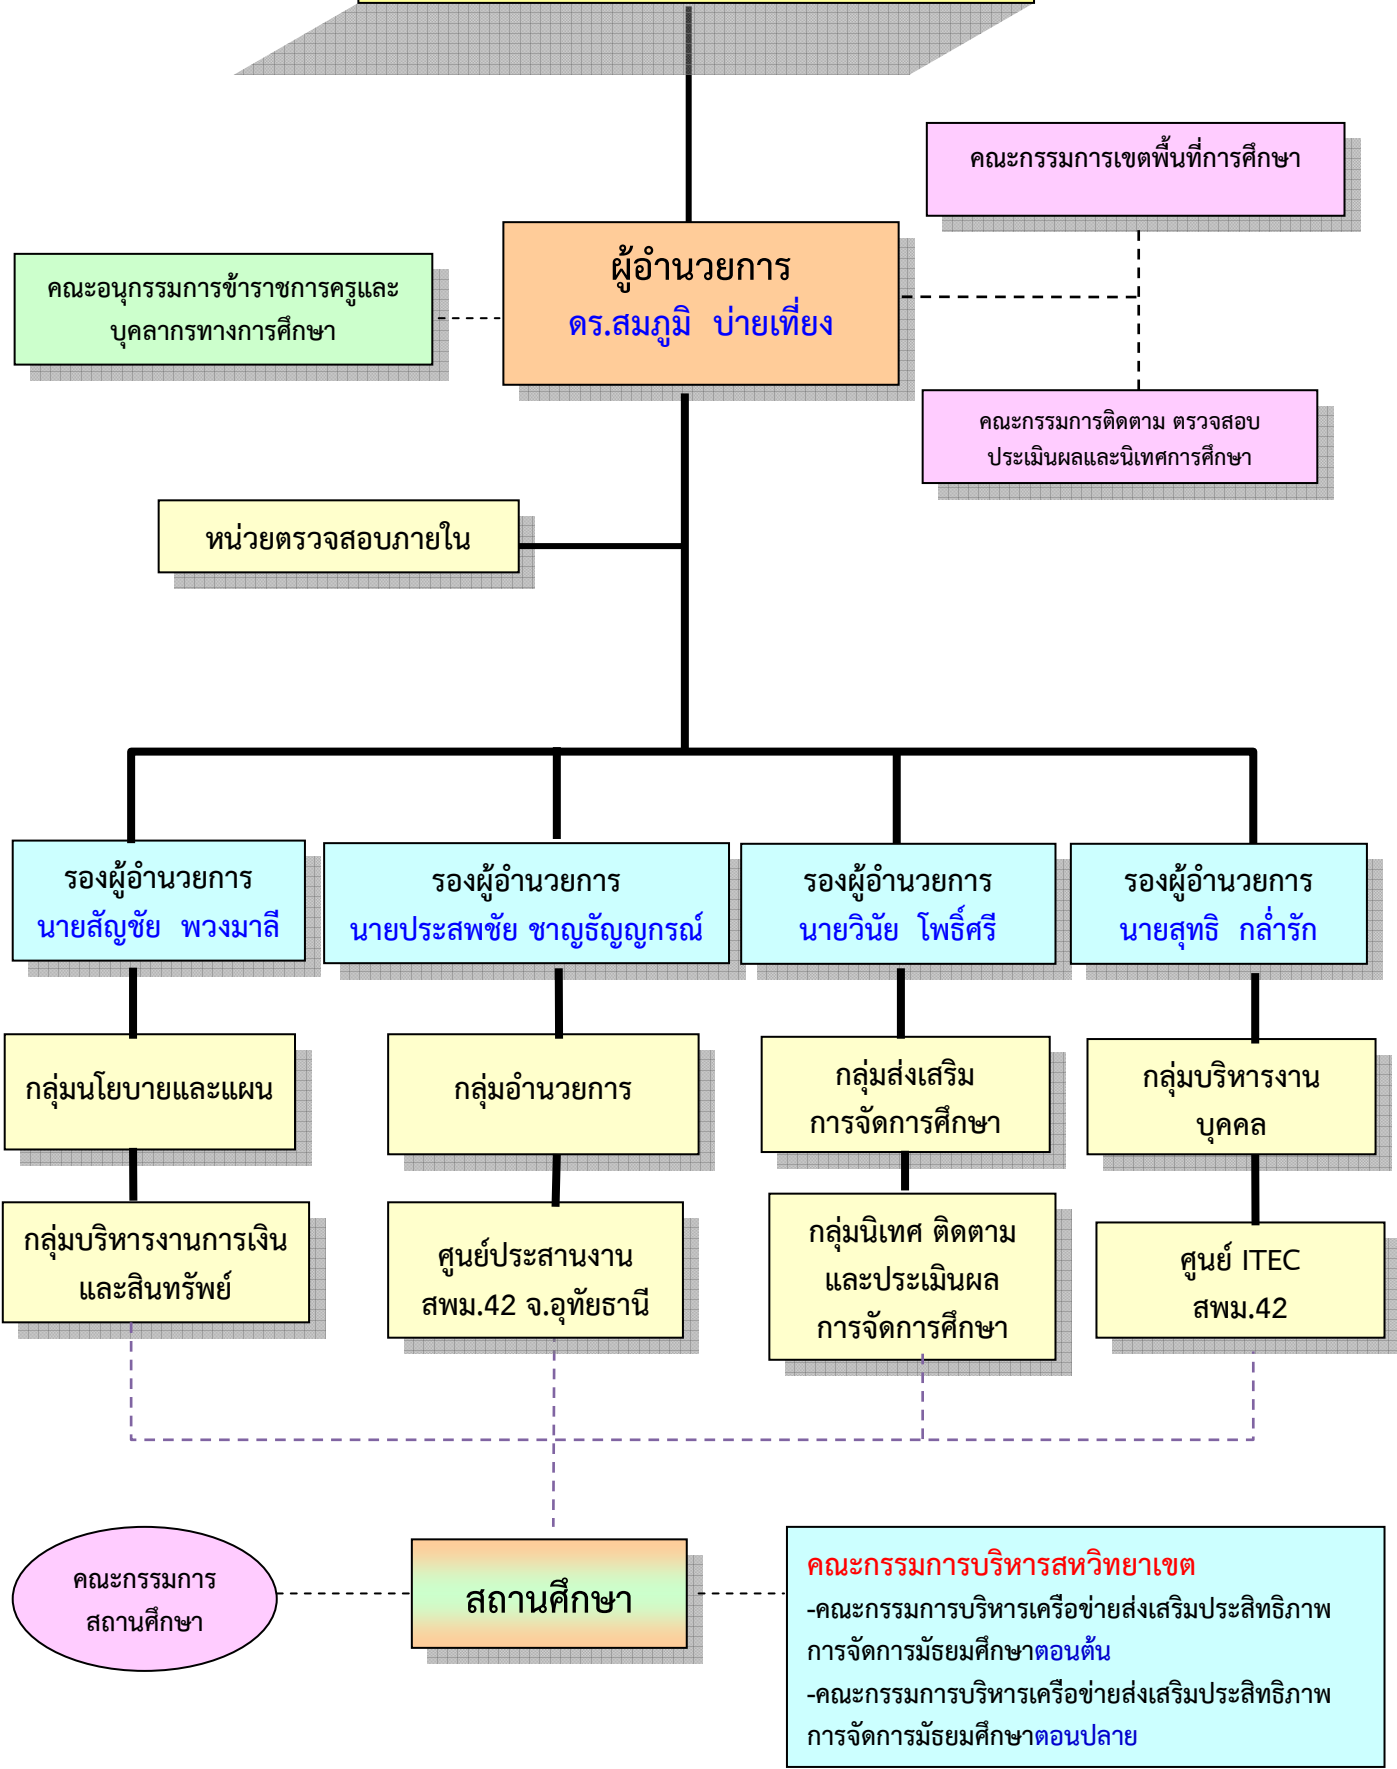 คณะกรรมการเขตพื้นที่การศึกษา
ผู้อำนวยการ
ดร.สมภูมิ บ่ายเที่ยง
คณะอนุกรรมการข้าราชการครูและ
บุคลากรทางการศึกษา
คณะกรรมการติดตาม ตรวจสอบ
ประเมินผลและนิเทศการศึกษา
หน่วยตรวจสอบภายใน
รองผู้อำนวยการ
นายสัญชัย พวงมาลี
รองผู้อำนวยการ
นายประสพชัย ชาญธัญญกรณ์
รองผู้อำนวยการ
นายวินัย โพธิ์ศรี
รองผู้อำนวยการ
นายสุทธิ กล่ำรัก
กลุ่มนโยบายและแผน
กลุ่มอำนวยการ
กลุ่มส่งเสริม
การจัดการศึกษา
กลุ่มบริหารงาน
บุคคล
กลุ่มบริหารงานการเงิน
และสินทรัพย์
ศูนย์ประสานงาน
สพม.42 จ.อุทัยธานี
กลุ่มนิเทศ ติดตาม
และประเมินผล
การจัดการศึกษา
ศูนย์ ITEC
สพม.42
คณะกรรมการ
สถานศึกษา
สถานศึกษา
คณะกรรมการบริหารสหวิทยาเขต
-คณะกรรมการบริหารเครือข่ายส่งเสริมประสิทธิภาพ
การจัดการมัธยมศึกษาตอนต้น
-คณะกรรมการบริหารเครือข่ายส่งเสริมประสิทธิภาพ
การจัดการมัธยมศึกษาตอนปลาย